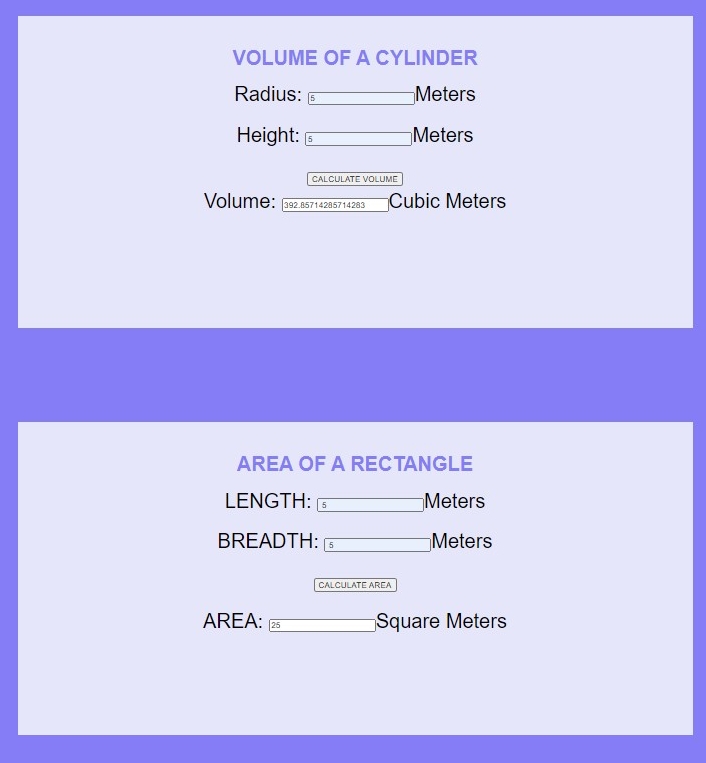 VOLUME OF A CYLINDER
Radius: 5 Meters
Height: 5 Meters
CALCULATE VOLUME
Volume: 392.85714285714283 Cubic Meters
AREA OF A RECTANGLE
LENGTH: 5 Meters
BREADTH: 5 Meters
CALCULATE AREA
AREA: 25 Square Meters